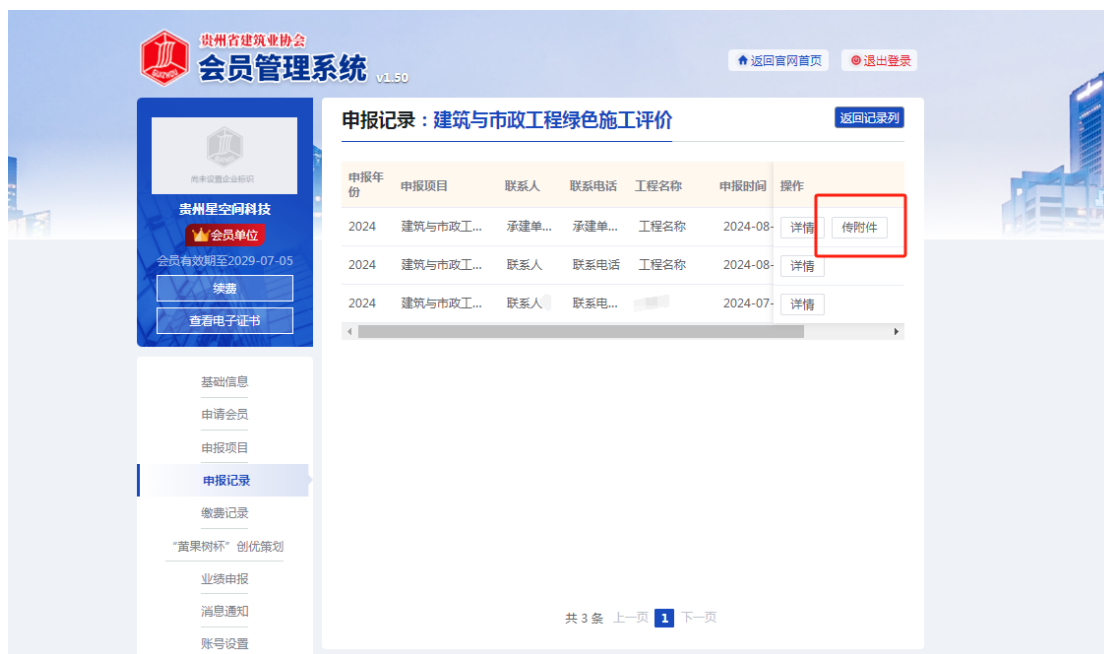 贵州省建筑业协会
会员管理系统 v1.50
返回官网首页
退出登录
尚未设置企业标识
贵州星空间科技
会员单位
会员有效期至2029-07-05
续费
查看电子证书
基础信息
申请会员
申报项目
申报记录
缴费记录
“黄果树杯”创优策划
业绩申报
消息通知
账号设置
申报记录：建筑与市政工程绿色施工评价
返回记录列
申报年份 申报项目 联系人 联系电话 工程名称 申报时间 操作
2024 建筑与市政工... 承建单... 承建单... 工程名称 2024-08- 详情 传附件
2024 建筑与市政工... 联系人 联系电话 工程名称 2024-08- 详情
2024 建筑与市政工... 联系人 联系电... 2024-07- 详情
共 3 条 上一页 1 下一页